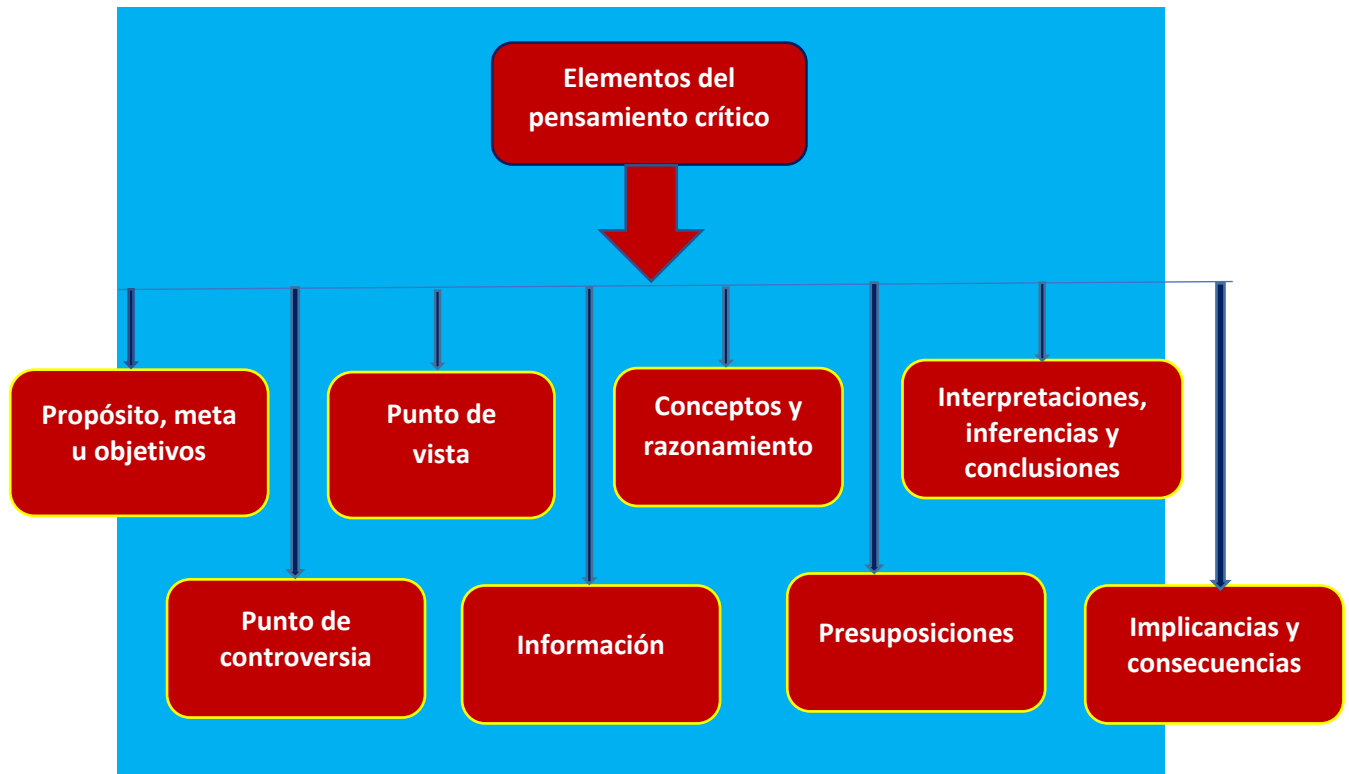 Elementos del
pensamiento crítico
Propósito, meta
u objetivos
Punto de
vista
Conceptos y
razonamiento
Interpretaciones,
inferencias y
conclusiones
Punto de
controversia
Información
Presuposiciones
Implicancias y
consecuencias